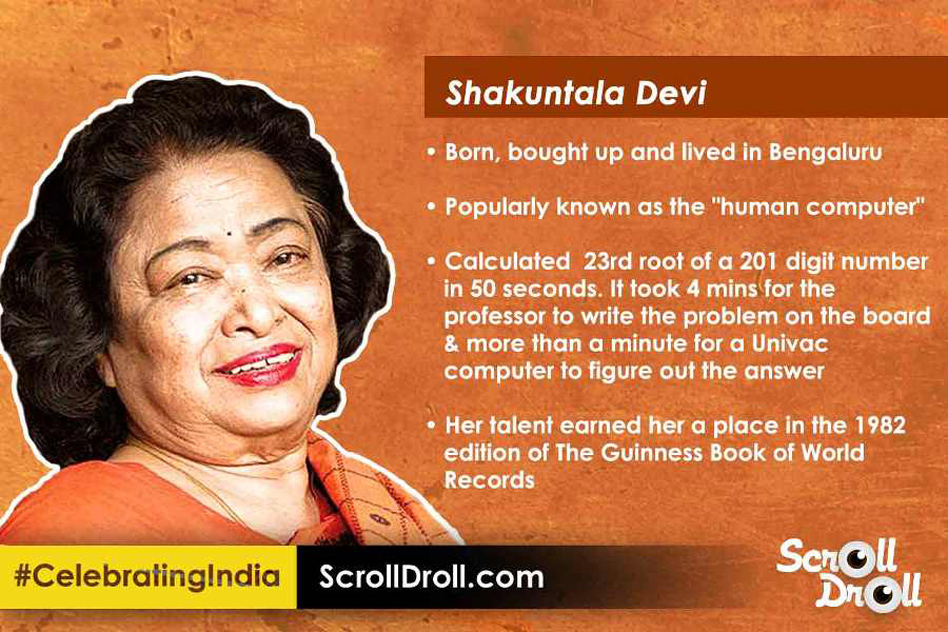 Shakuntala Devi
• Born, bought up and lived in Bengaluru
• Popularly known as the "human computer"
• Calculated 23rd root of a 201 digit number
in 50 seconds. It took 4 mins for the
professor to write the problem on the board
& more than a minute for a Univac
computer to figure out the answer
• Her talent earned her a place in the 1982
edition of The Guinness Book of World
Records
#CelebratingIndia
ScrollDroll.com
Scroll
Droll